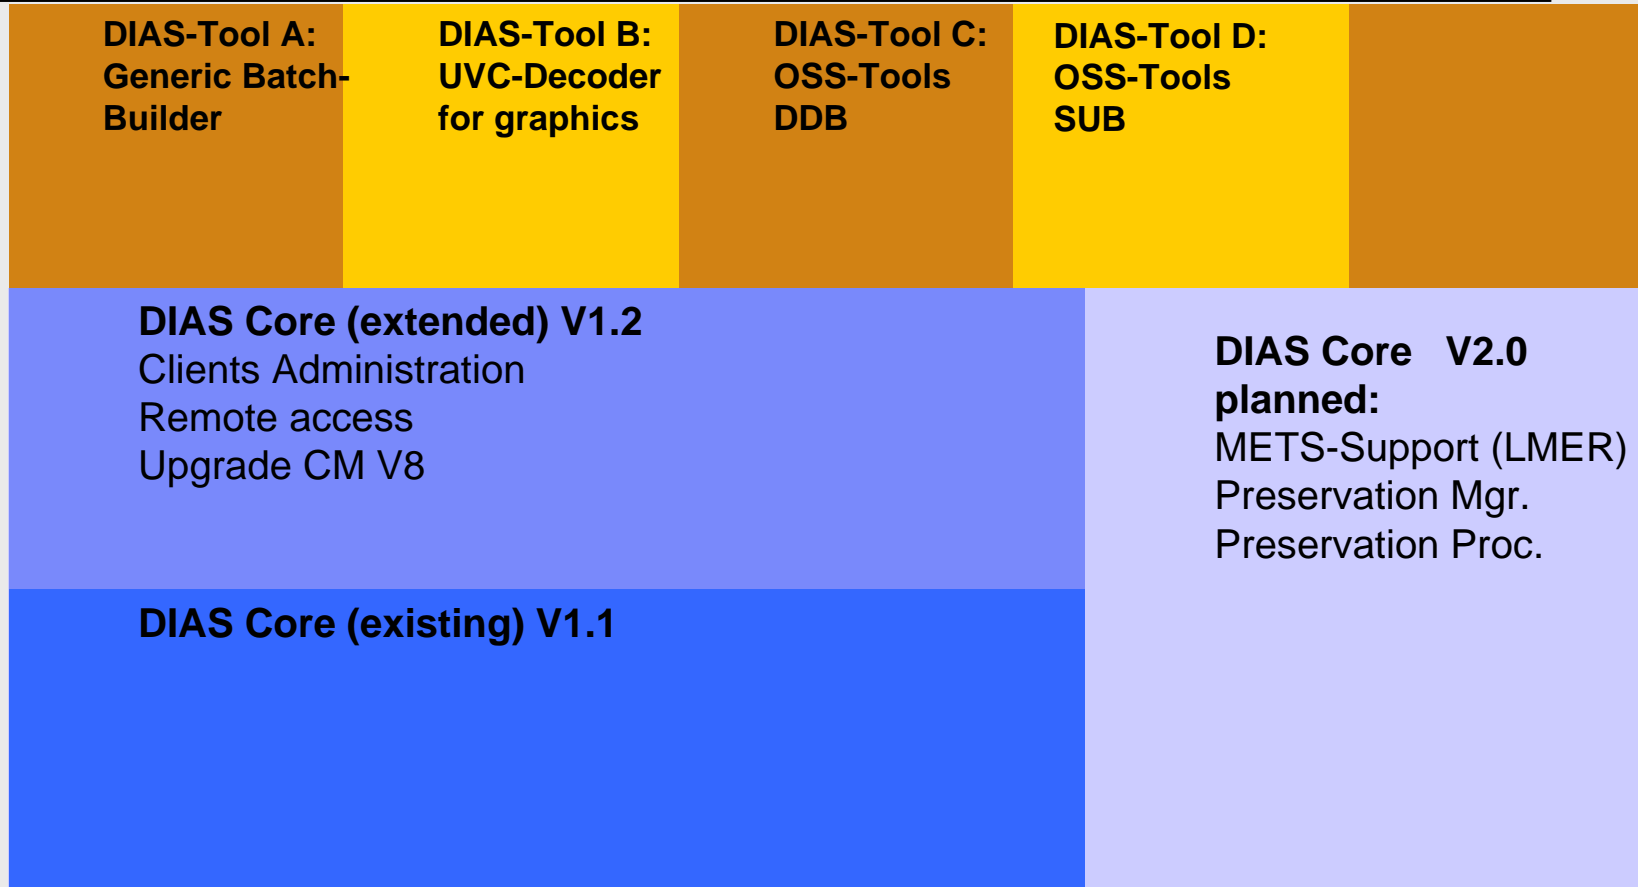 DIAS-Tool A:
Generic Batch-
Builder
DIAS-Tool B:
UVC-Decoder
for graphics
DIAS-Tool C:
OSS-Tools
DDB
DIAS-Tool D:
OSS-Tools
SUB
DIAS Core (extended) V1.2
Clients Administration
Remote access
Upgrade CM V8
DIAS Core V2.0
planned:
METS-Support (LMER)
Preservation Mgr.
Preservation Proc.
DIAS Core (existing) V1.1